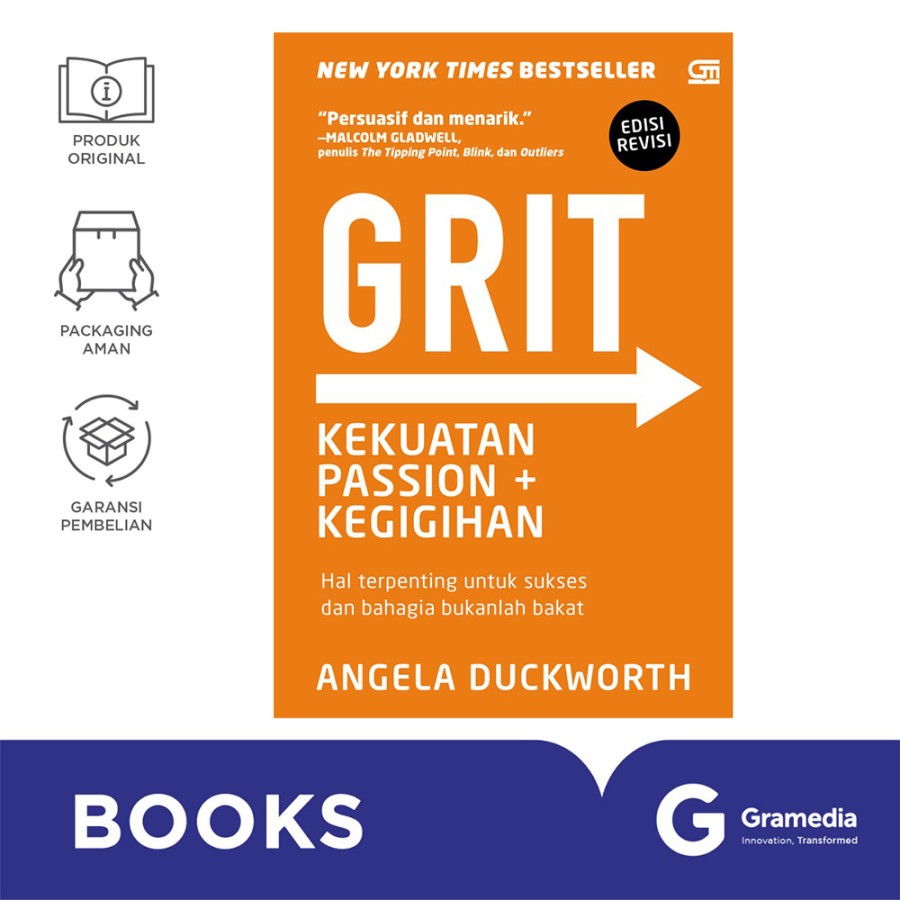 PRODUK
ORIGINAL
PACKAGING
AMAN
GARANSI
PEMBELIAN
NEW YORK TIMES BESTSELLER
GM
"Persuasif dan menarik."
—MALCOLM GLADWELL,
penulis The Tipping Point, Blink, dan Outliers
EDISI
REVISI
GRIT
KEKUATAN
PASSION +
KEGIGIHAN
Hal terpenting untuk sukses
dan bahagia bukanlah bakat
ANGELA DUCKWORTH
BOOKS
G
Gramedia
Innovation, Transformed